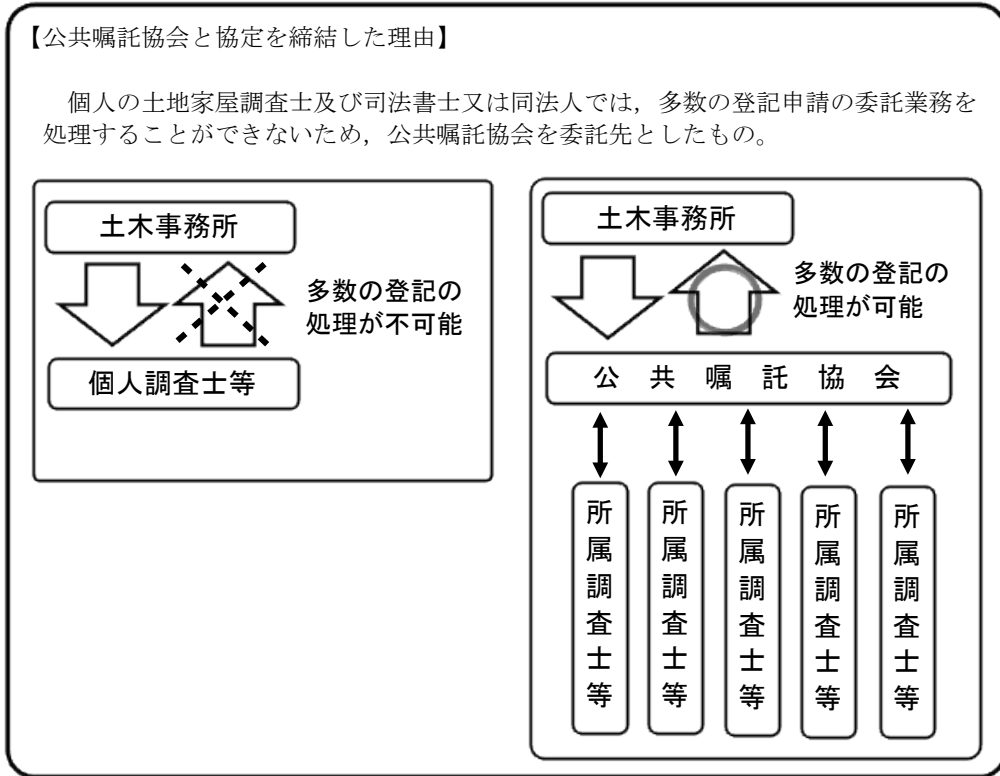 【公共嘱託協会と協定を締結した理由】
個人の土地家屋調査士及び司法書士又は同法人では，多数の登記申請の委託業務を
処理することができないため，公共嘱託協会を委託先としたもの。
土木事務所
多数の登記の
処理が不可能
個人調査士等
土木事務所
多数の登記の
処理が可能
公共嘱託協会
所属調査士等
所属調査士等
所属調査士等
所属調査士等
所属調査士等